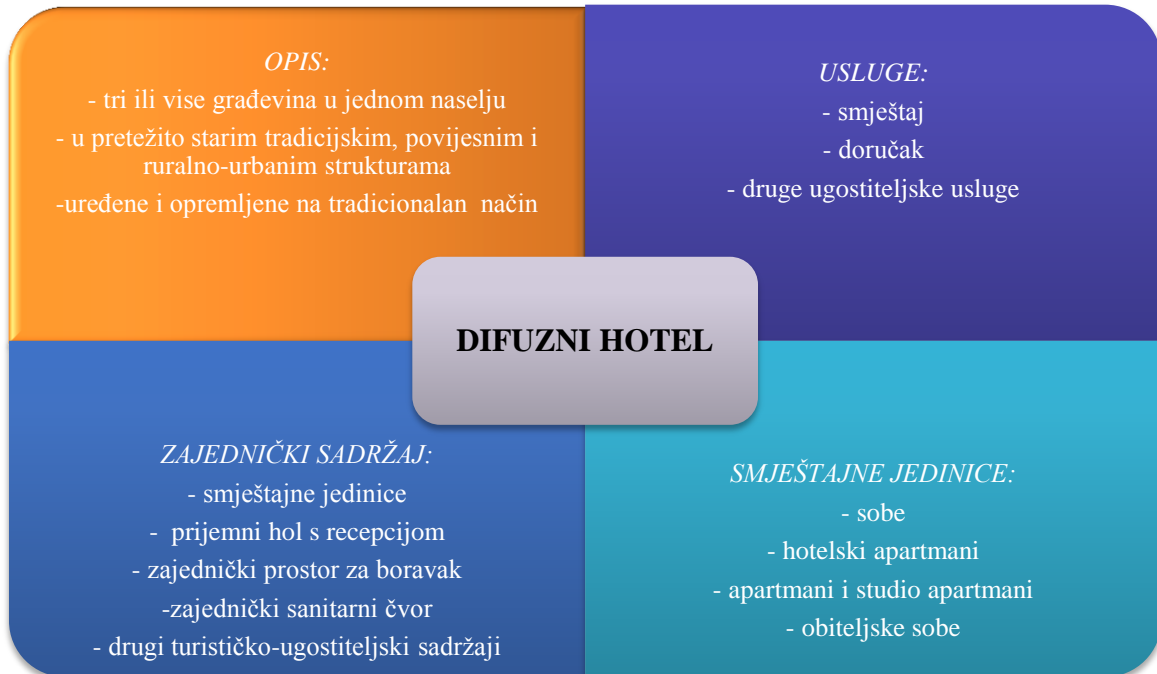 OPIS:
- tri ili vise građevina u jednom naselju
- u pretežito starim tradicijskim, povijesnim i
ruralno-urbanim strukturama
-uređene i opremljene na tradicionalan način
USLUGE:
- smještaj
- doručak
- druge ugostiteljske usluge
DIFUZNI HOTEL
ZAJEDNIČKI SADRŽAJ:
- smještajne jedinice
- prijemni hol s recepcijom
- zajednički prostor za boravak
-zajednički sanitarni čvor
- drugi turističko-ugostiteljski sadržaji
SMJEŠTAJNE JEDINICE:
- sobe
- hotelski apartmani
- apartmani i studio apartmani
- obiteljske sobe